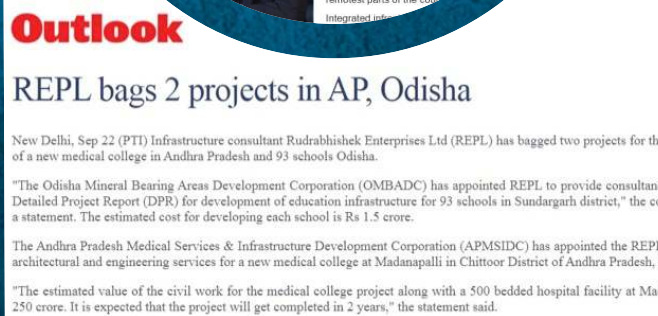 remotest parts of the
Integrated
Outlook
REPL bags 2 projects in AP, Odisha
New Delhi, Sep 22 (PTI) Infrastructure consultant Rudrabhishek Enterprises Ltd (REPL) has bagged two projects for
of a new medical college in Andhra Pradesh and 93 schools Odisha.
"The Odisha Mineral Bearing Areas Development Corporation (OMBADC) has appointed REPL to provide
Detailed Project Report (DPR) for development of education infrastructure for 93 schools in Sundargarh district," the
a statement. The estimated cost for developing each school is Rs 1.5 crore.
The Andhra Pradesh Medical Services & Infrastructure Development Corporation (APMSIDC) has appointed the REPL
architectural and engineering services for a new medical college at Madanapalli in Chittoor District of Andhra Pradesh,
"The estimated value of the civil work for the medical college project along with a 500 bedded hospital facility at
250 crore. It is expected that the project will get completed in 2 years," the statement said.